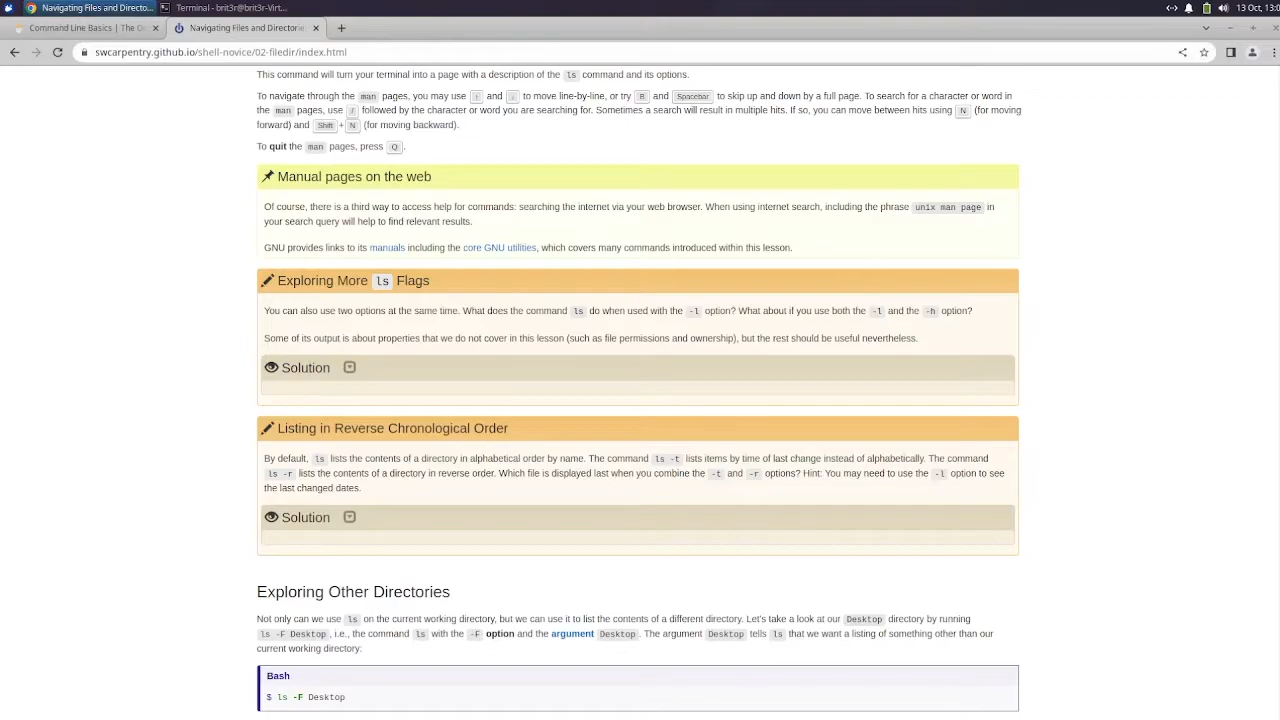 Navigating Files and Directo...
Terminal - brit3r@brit3r-Virt...
13 Oct, 13:0
Command Line Basics | The O
Navigating Files and Directorie
swcarpentry.github.io/shell-novice/02-filedir/index.html
This command will turn your terminal into a page with a description of the ls command and its options.
To navigate through the man pages, you may use ↑ and ↓ to move line-by-line, or try B and Spacebar to skip up and down by a full page. To search for a character or word in
the man pages, use / followed by the character or word you are searching for. Sometimes a search will result in multiple hits. If so, you can move between hits using N (for moving
forward) and Shift+N (for moving backward).
To quit the man pages, press Q.
Manual pages on the web
Of course, there is a third way to access help for commands: searching the internet via your web browser. When using internet search, including the phrase unix man page in
your search query will help to find relevant results.
GNU provides links to its manuals including the core GNU utilities, which covers many commands introduced within this lesson.
Exploring More ls Flags
You can also use two options at the same time. What does the command ls do when used with the -l option? What about if you use both the -l and the -h option?
Some of its output is about properties that we do not cover in this lesson (such as file permissions and ownership), but the rest should be useful nevertheless.
Solution
Listing in Reverse Chronological Order
By default, ls lists the contents of a directory in alphabetical order by name. The command ls -t lists items by time of last change instead of alphabetically. The command
ls -r lists the contents of a directory in reverse order. Which file is displayed last when you combine the -t and -r options? Hint: You may need to use the -l option to see
the last changed dates.
Solution
Exploring Other Directories
Not only can we use ls on the current working directory, but we can use it to list the contents of a different directory. Let's take a look at our Desktop directory by running
ls -F Desktop, i.e., the command ls with the -F option and the argument Desktop. The argument Desktop tells ls that we want a listing of something other than our
current working directory:
Bash
$ ls -F Desktop